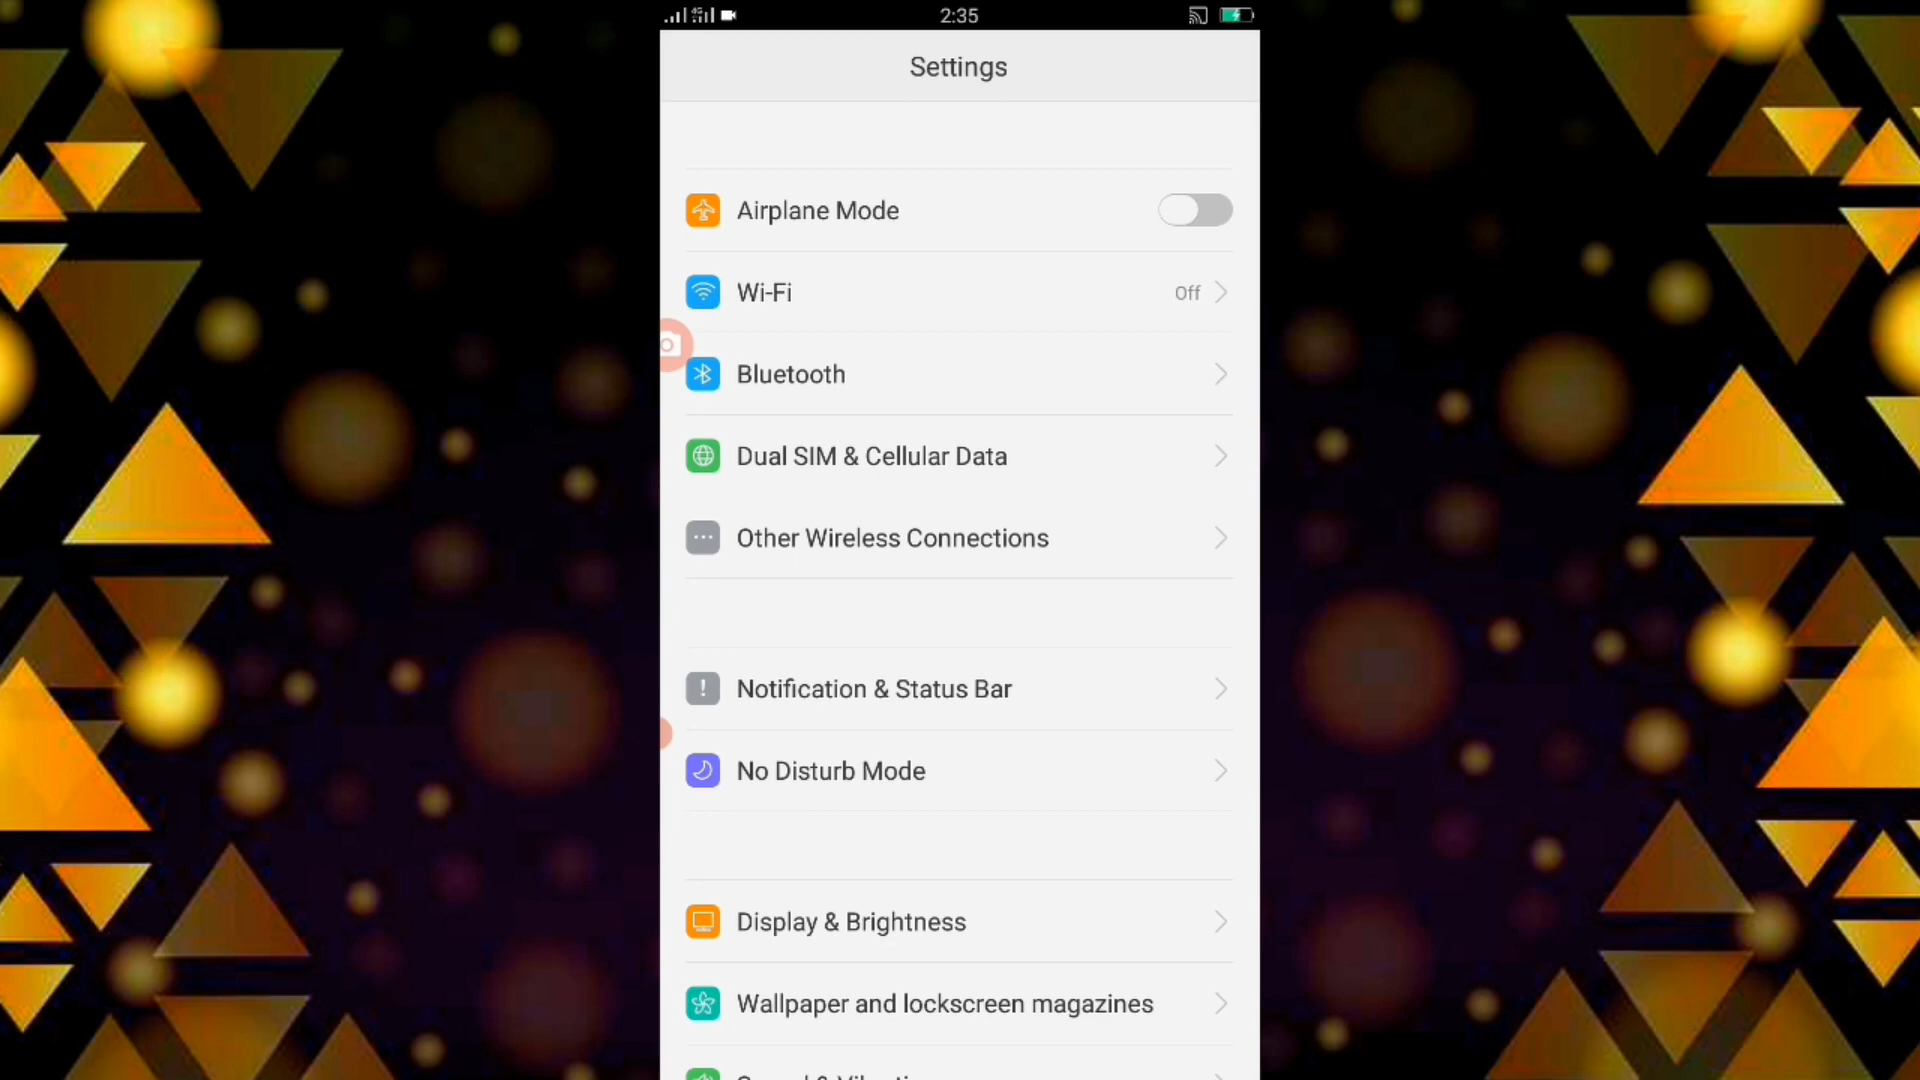 2:35
Settings
Airplane Mode
Wi-Fi
Off
Bluetooth
Dual SIM & Cellular Data
Other Wireless Connections
Notification & Status Bar
No Disturb Mode
Display & Brightness
Wallpaper and lockscreen magazines